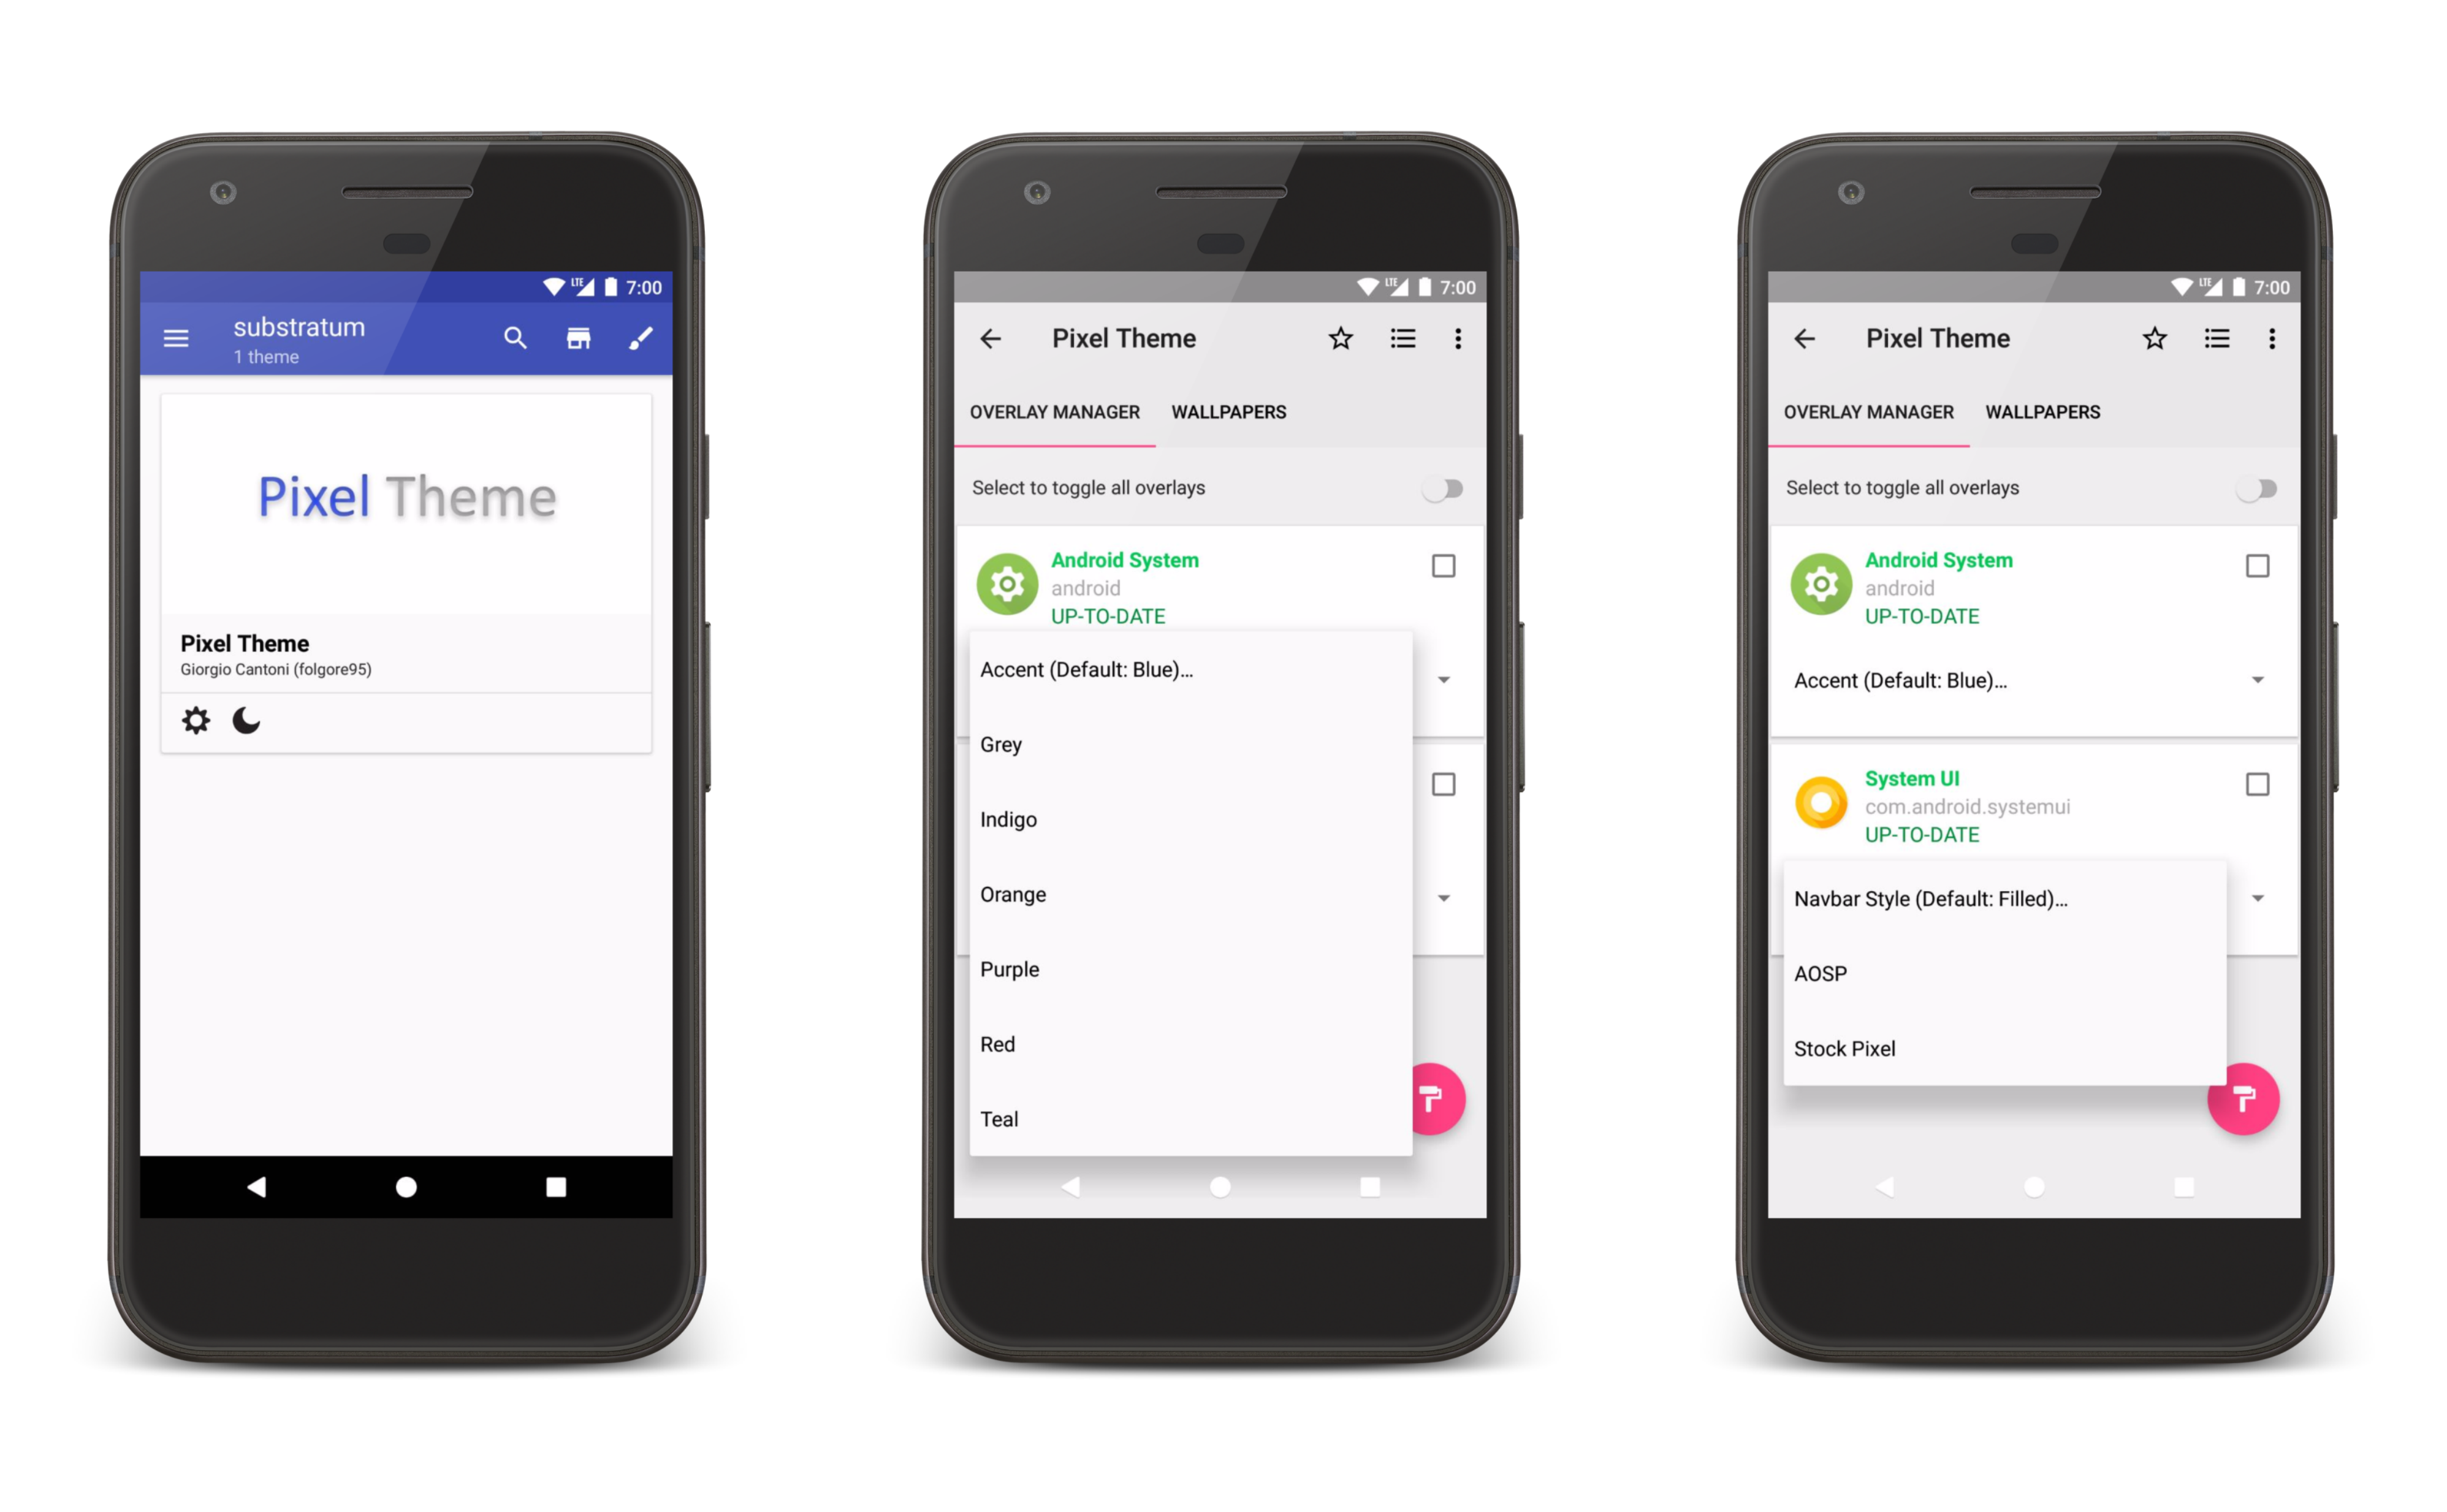 LTE 7:00
substratum
1 theme
Pixel Theme
Pixel Theme
Giorgio Cantoni (folgore95)
LTE 7:00
Pixel Theme
OVERLAY MANAGER WALLPAPERS
Select to toggle all overlays
Android System
android
UP-TO-DATE
Accent (Default: Blue)...
Grey
Indigo
Orange
Purple
Red
Teal
LTE 7:00
Pixel Theme
OVERLAY MANAGER WALLPAPERS
Select to toggle all overlays
Android System
android
UP-TO-DATE
Accent (Default: Blue)...
System UI
com.android.systemui
UP-TO-DATE
Navbar Style (Default: Filled)...
AOSP
Stock Pixel